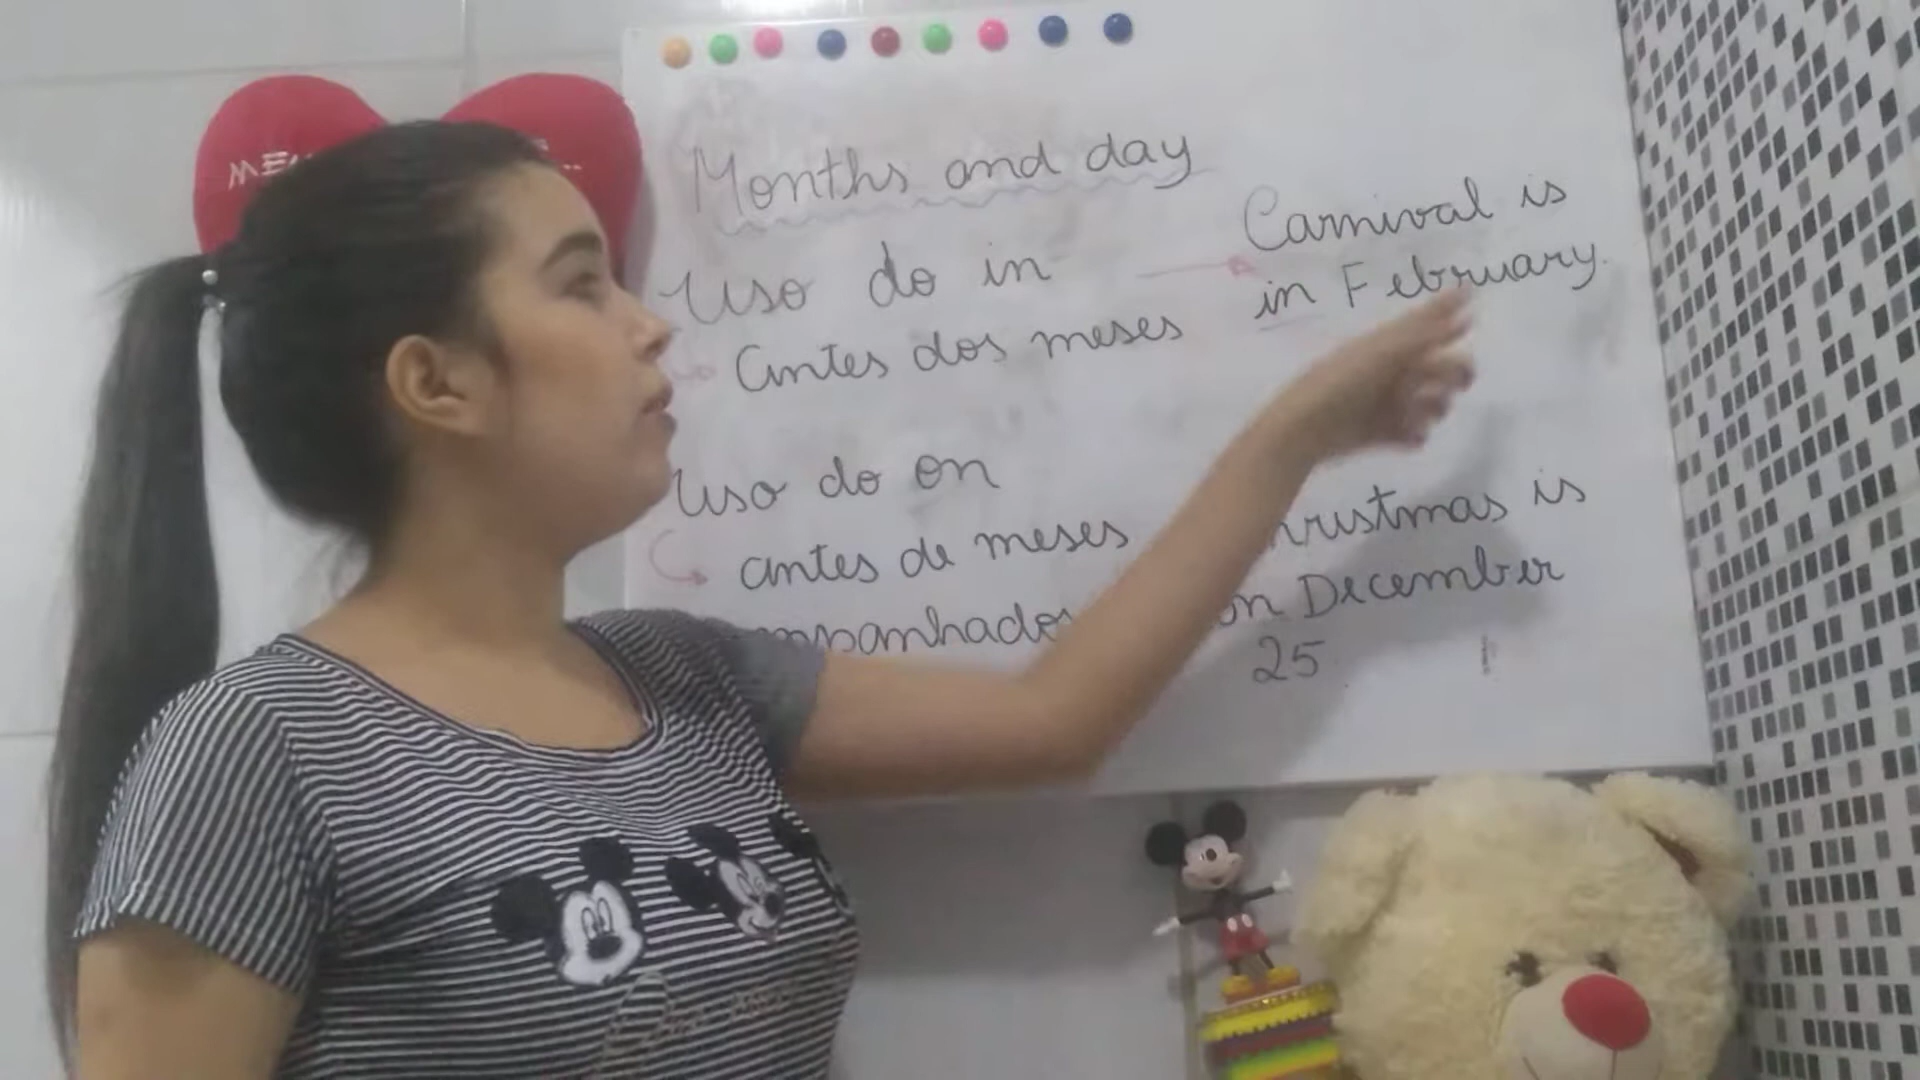 Months and day
Uso do in
Antes dos meses
Carnival is
in February.
Uso do on
antes de meses
Christmas is
on December
25